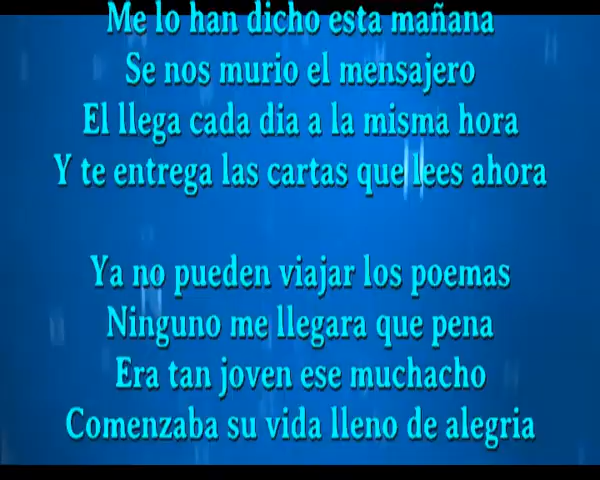 Me lo han dicho esta mañana
Se nos murio el mensajero
El llega cada dia a la misma hora
Y te entrega las cartas que lees ahora
Ya no pueden viajar los poemas
Ninguno me llegara que pena
Era tan joven ese muchacho
Comenzaba su vida lleno de alegria